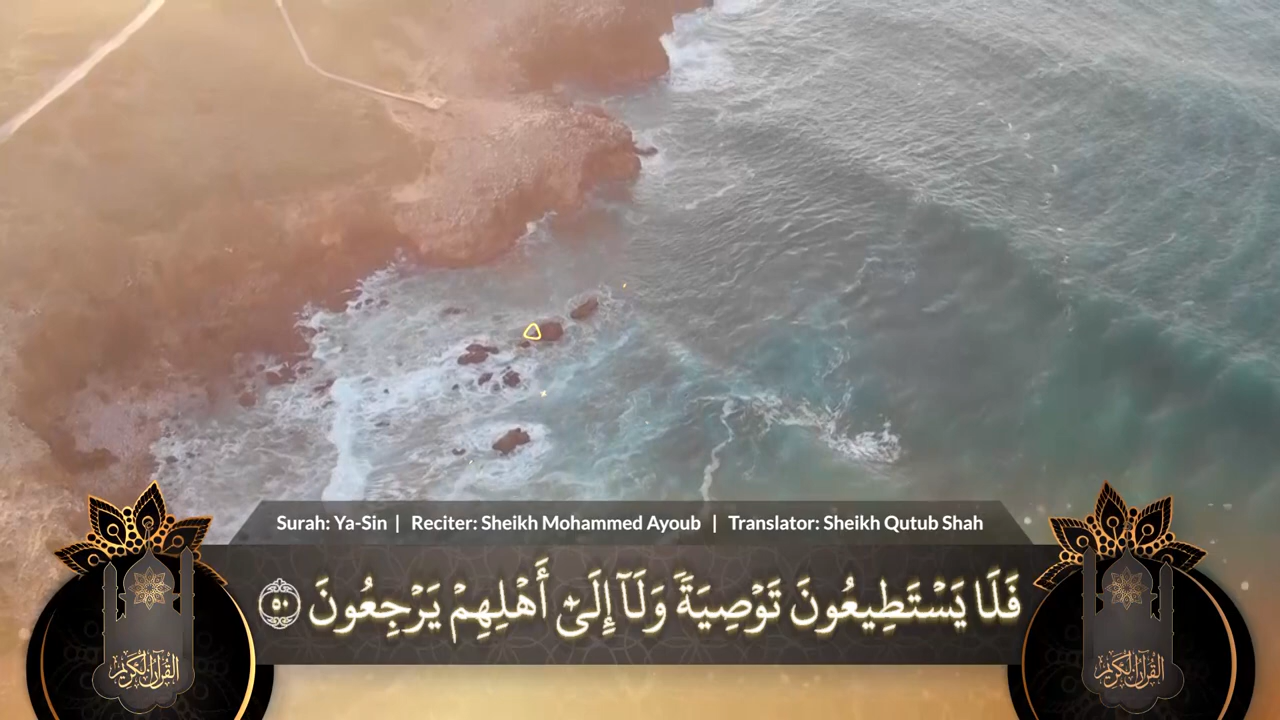 Surah: Ya-Sin | Reciter: Sheikh Mohammed Ayoub | Translator: Sheikh Qutub Shah
فَلَا يَسْتَطِيعُونَ تَوْصِيَةً وَلَآ إِلَىٰٓ أَهْلِهِمْ يَرْجِعُونَ ٥٠
القرآن الكريم
القرآن الكريم